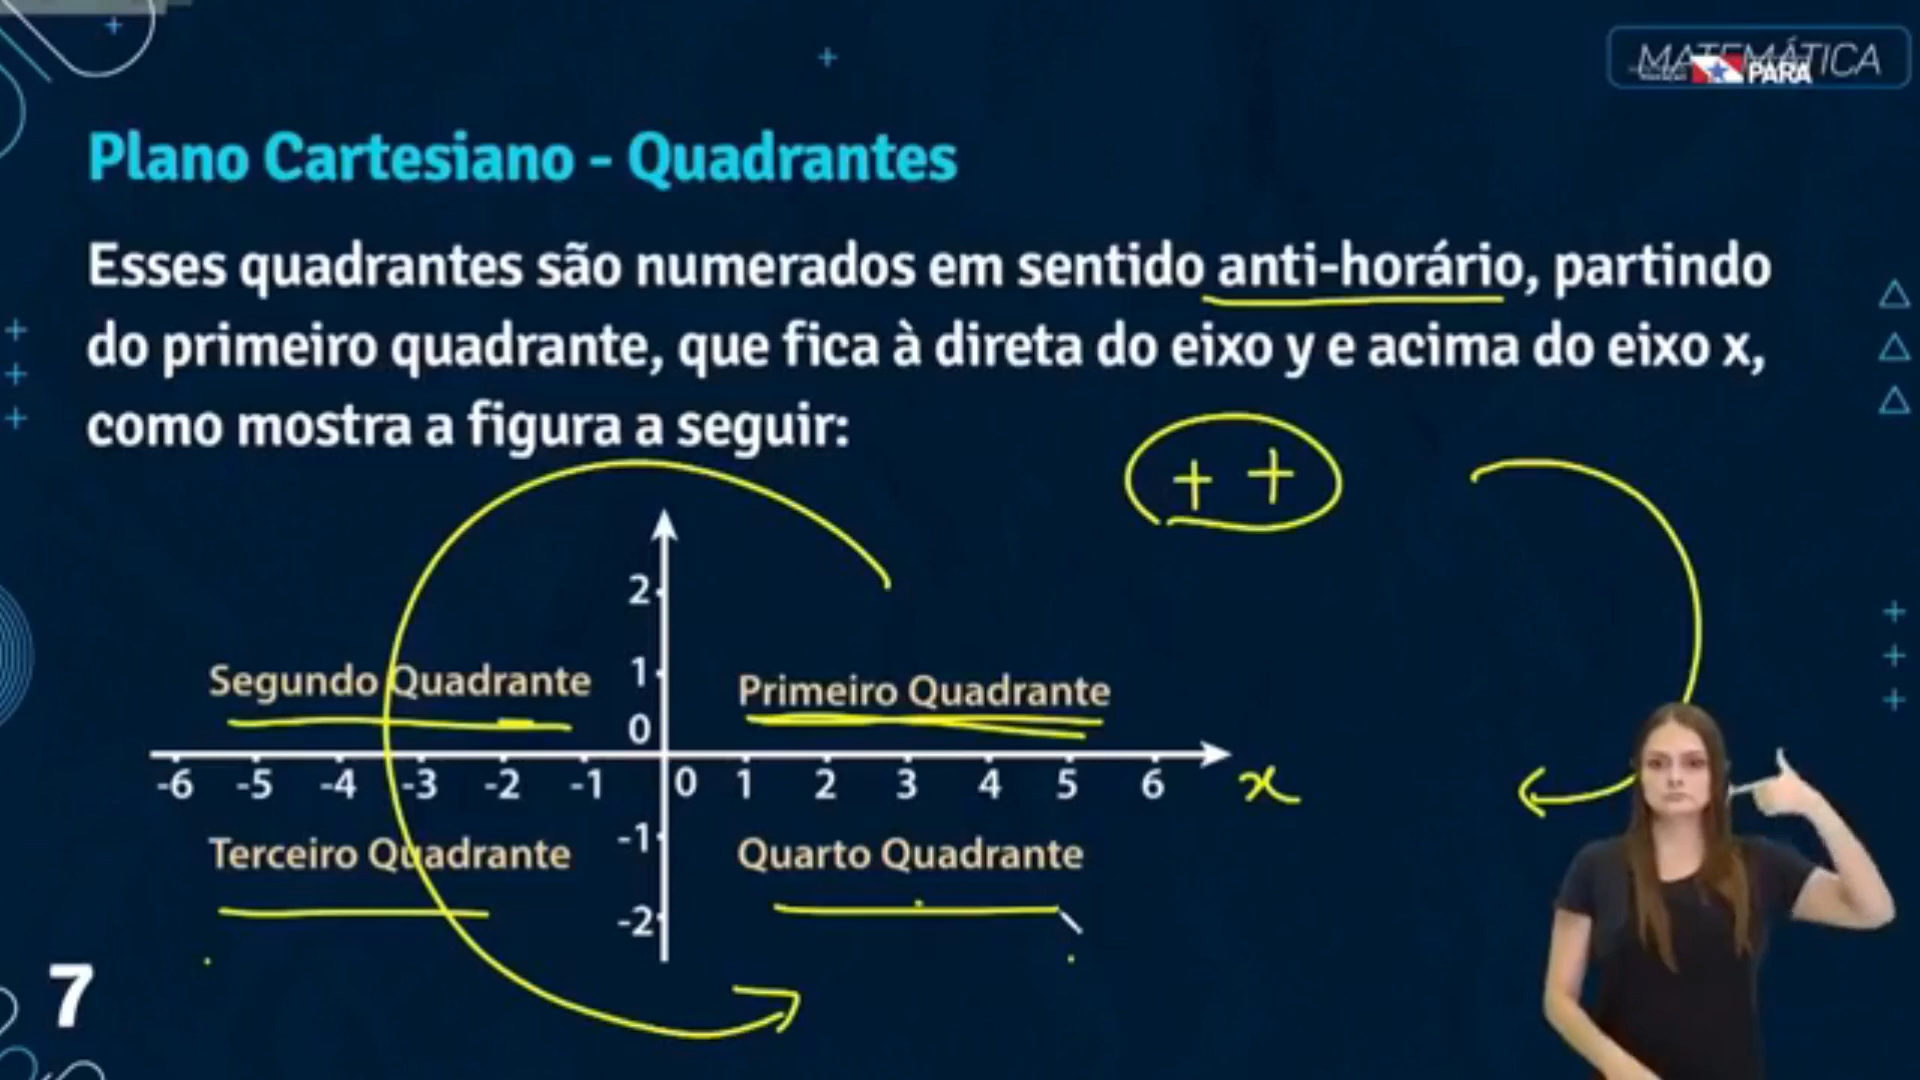 MATEMÁTICA
PARÁ
Plano Cartesiano - Quadrantes
Esses quadrantes são numerados em sentido anti-horário, partindo
do primeiro quadrante, que fica à direta do eixo y e acima do eixo x,
como mostra a figura a seguir:
+ +
2
Segundo Quadrante 1 Primeiro Quadrante
0
-6 -5 -4 -3 -2 -1 0 1 2 3 4 5 6 x
-1
Terceiro Quadrante Quarto Quadrante
-2
7